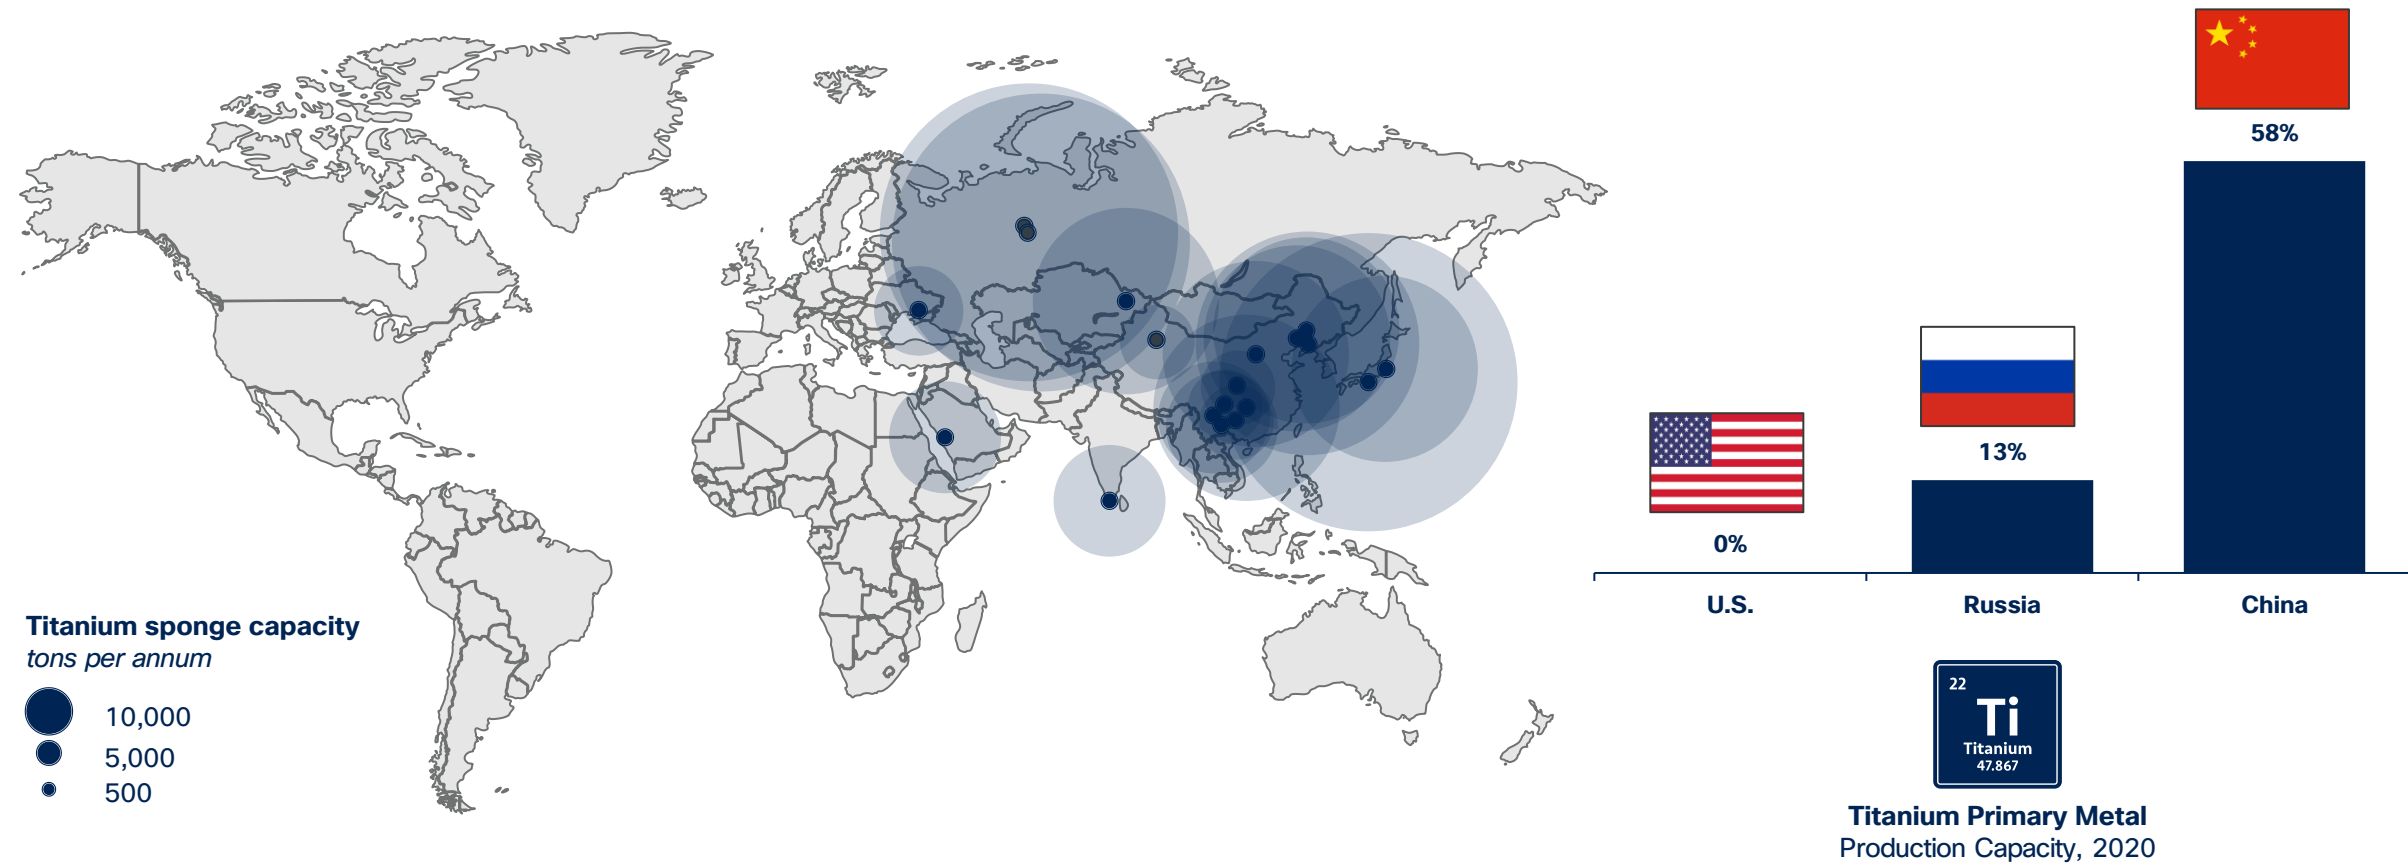 Titanium sponge capacity
tons per annum
10,000
5,000
500
0%
13%
58%
U.S.
Russia
China
22
Ti
Titanium
47.867
Titanium Primary Metal
Production Capacity, 2020